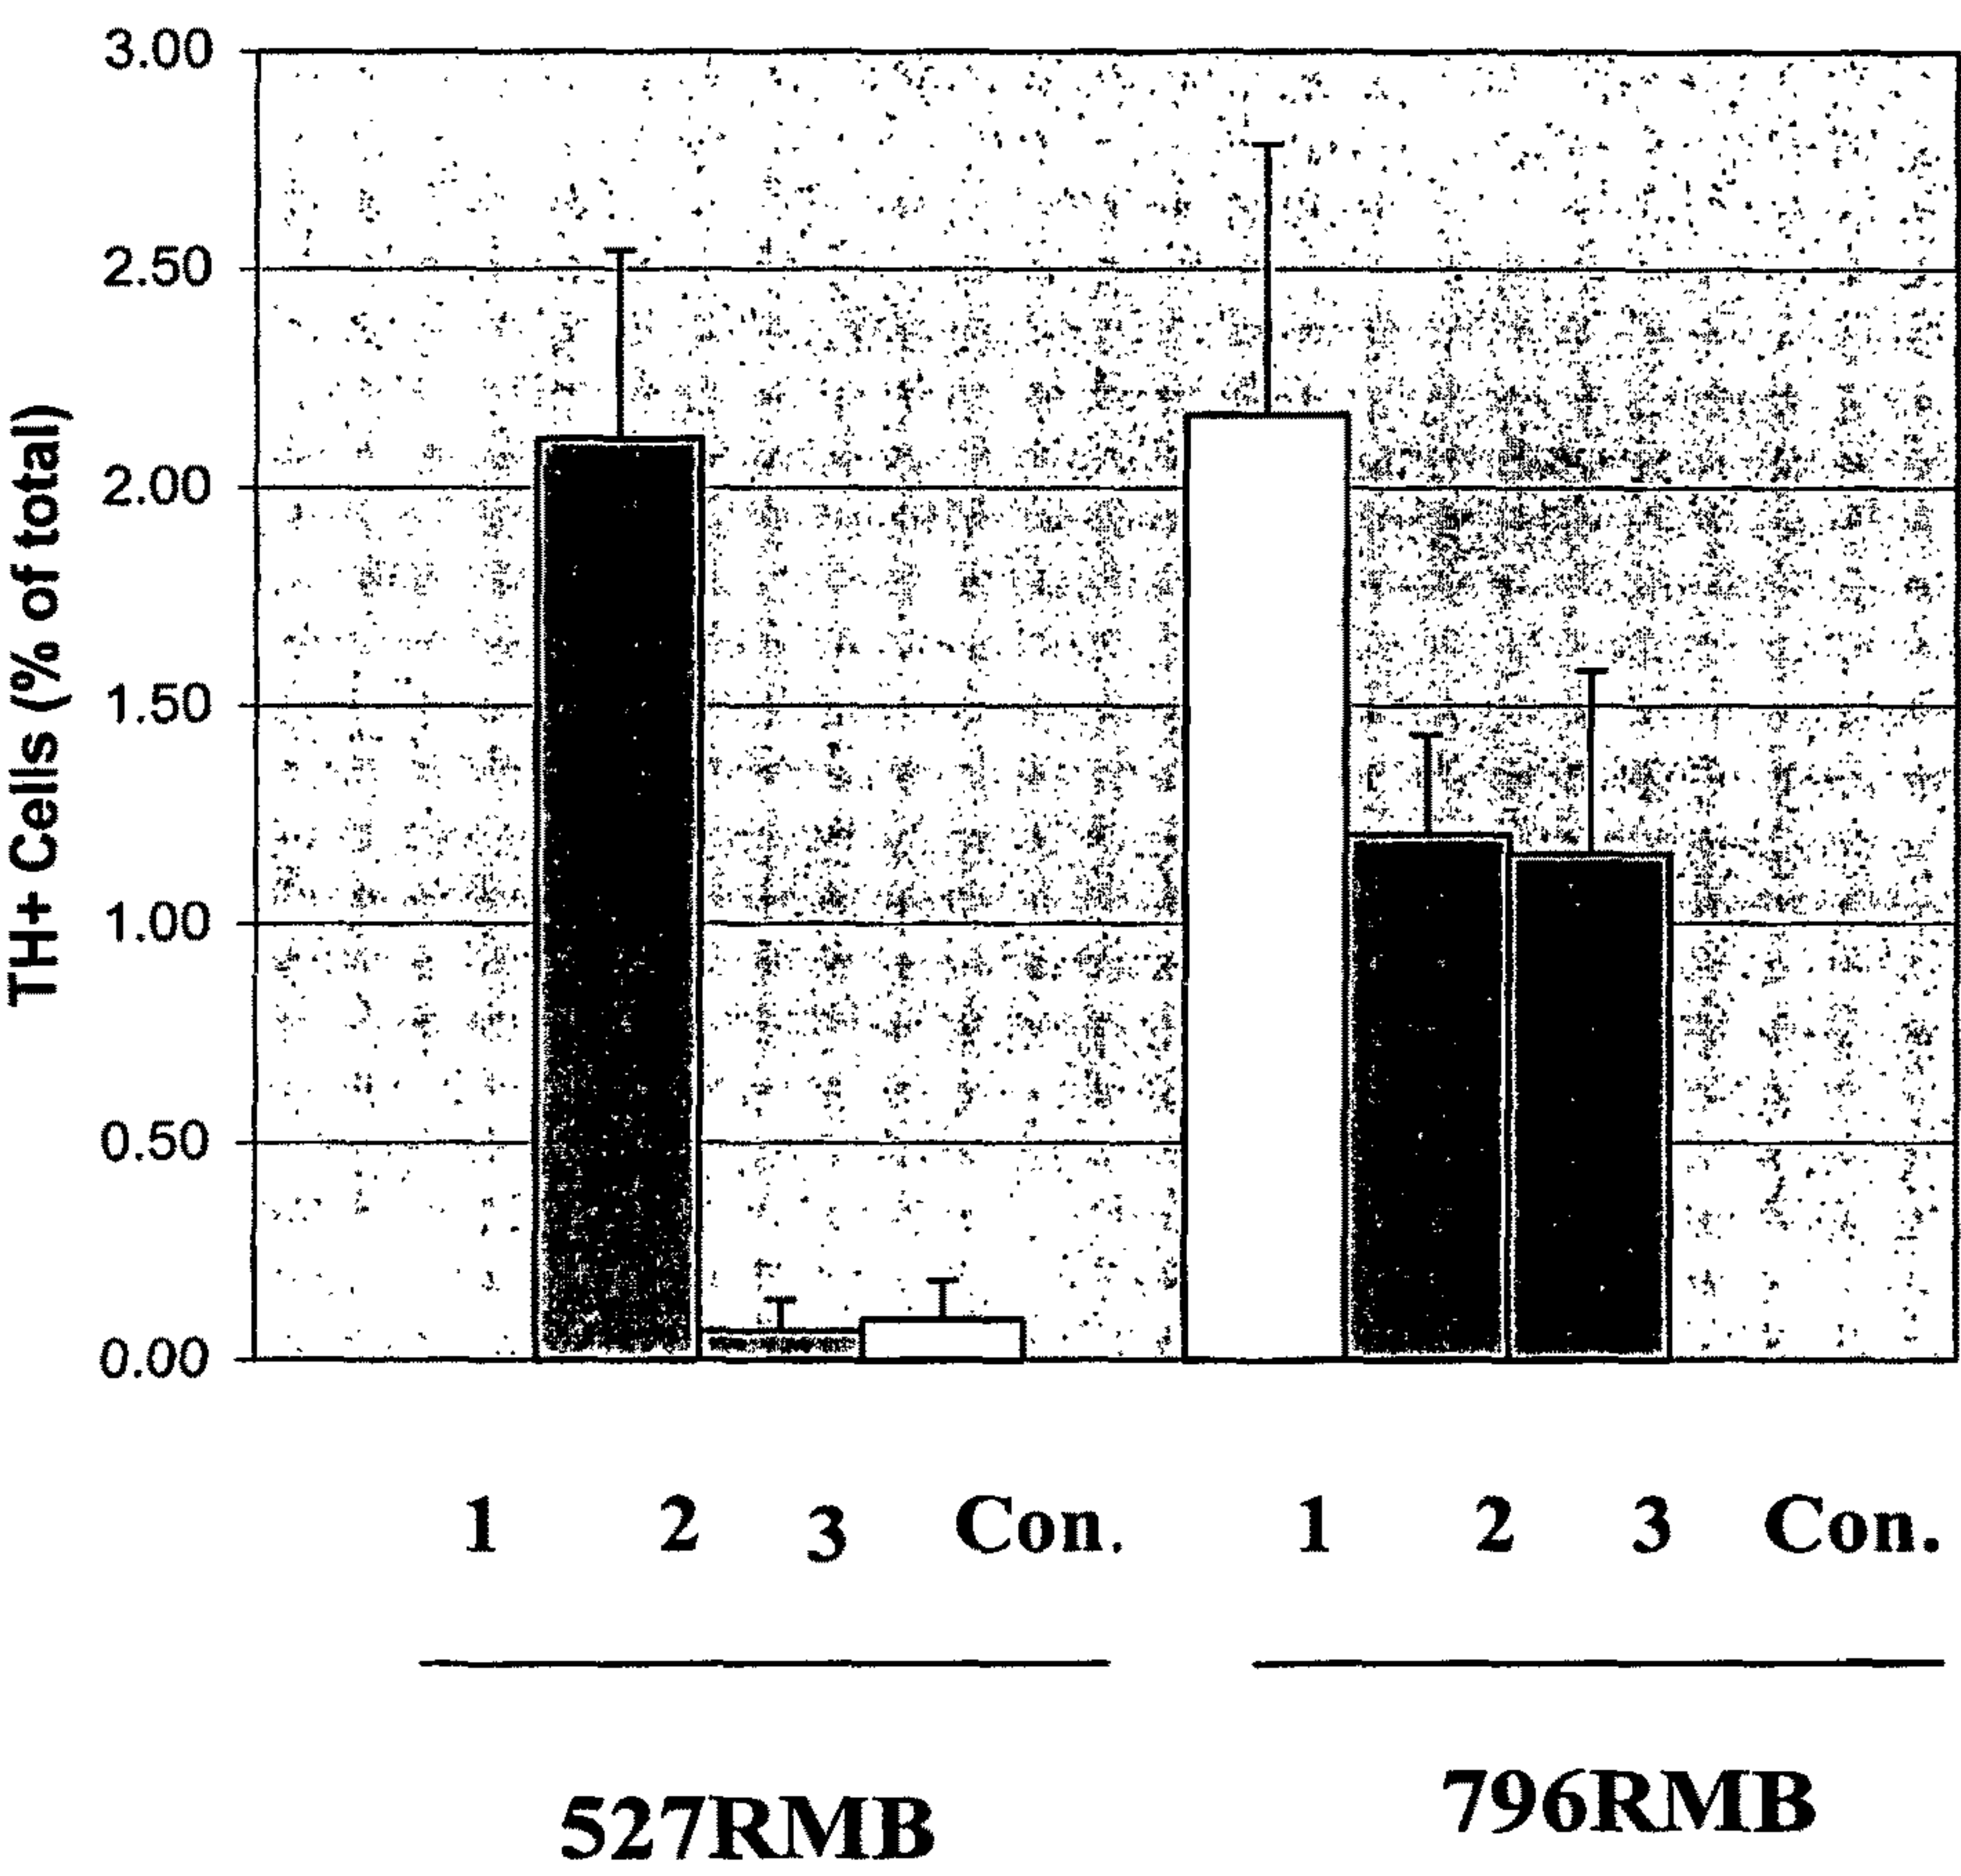 3.00
2.50
2.00
1.50
1.00
0.50
0.00
TH+ Cells (% of total)
1 2 3 Con. 1 2 3 Con.
527RMB 796RMB